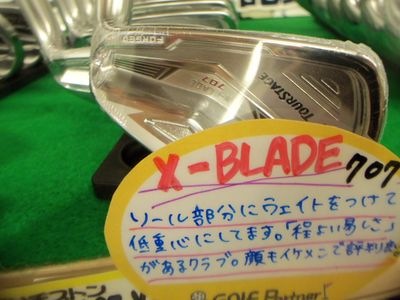 FORGED
707
TOURSTAGE
X-BLADE 707
ソール部分にウェイトをつけて
低重心にしてます。「程よい易しさ」
があるクラブ。顔もイケメンで評判
GOLF Partner